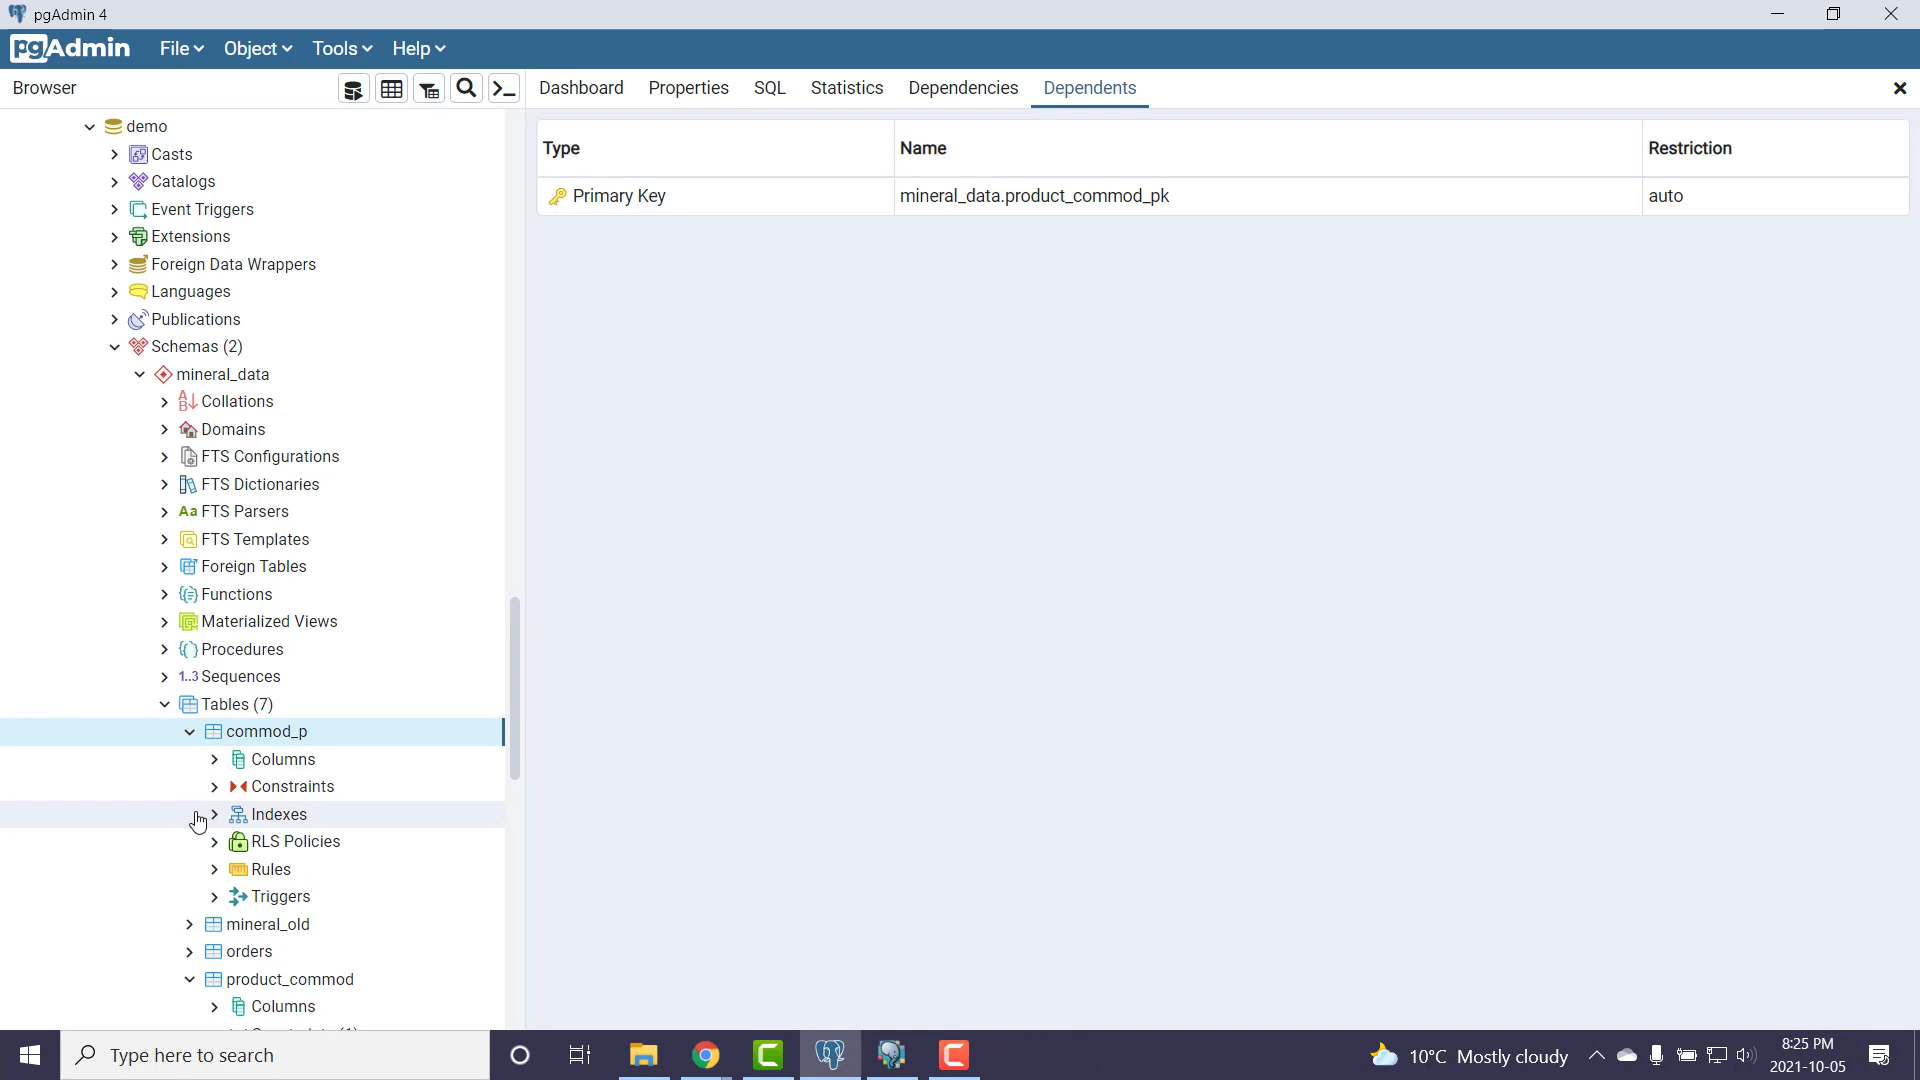 pgAdmin 4
pgAdmin File Object Tools Help
Browser
Dashboard Properties SQL Statistics Dependencies Dependents
demo
Casts
Catalogs
Event Triggers
Extensions
Foreign Data Wrappers
Languages
Publications
Schemas (2)
mineral_data
Collations
Domains
FTS Configurations
FTS Dictionaries
Aa FTS Parsers
FTS Templates
Foreign Tables
Functions
Materialized Views
Procedures
1..3 Sequences
Tables (7)
commod_p
Columns
Constraints
Indexes
RLS Policies
Rules
Triggers
mineral_old
orders
product_commod
Columns
Type Name Restriction
Primary Key mineral_data.product_commod_pk auto
Type here to search
10°C Mostly cloudy
8:25 PM
2021-10-05